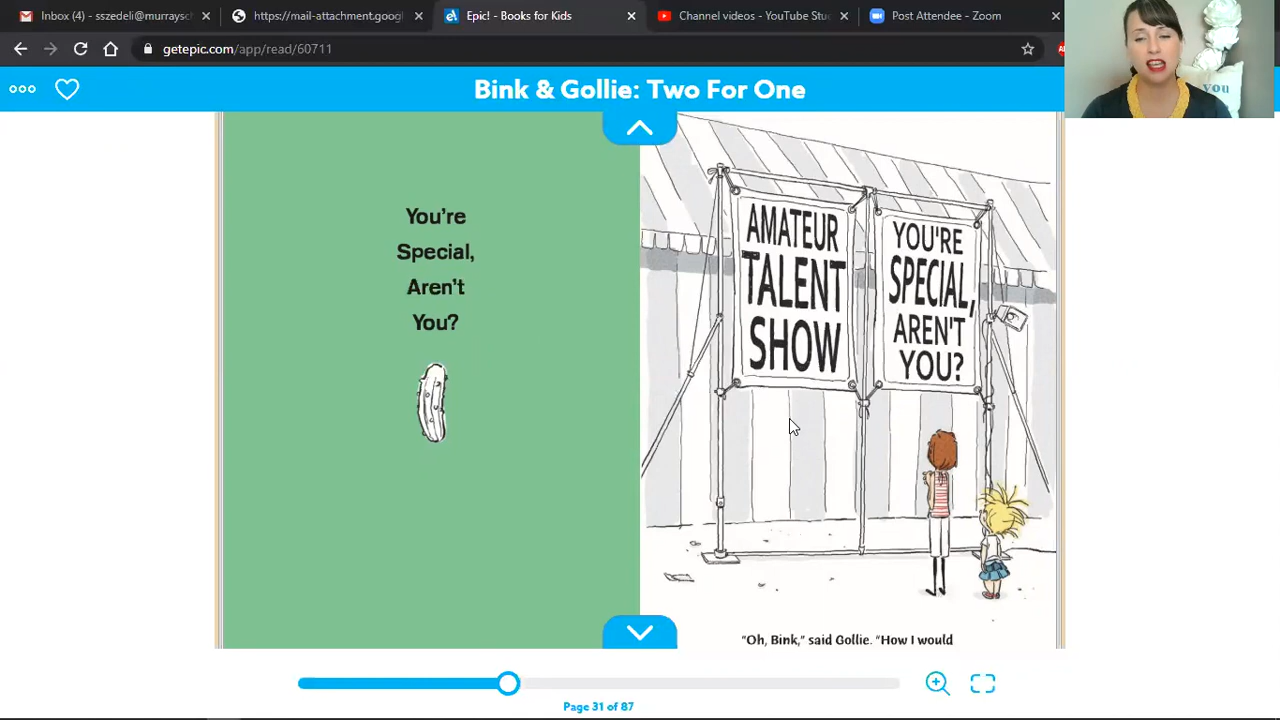 Inbox (4) - sszedeli@murraysch
https://mail-attachment.googl
Epic! - Books for Kids
Channel videos - YouTube Stu
Post Attendee - Zoom
getepic.com/app/read/60711
Bink & Gollie: Two For One
You're
Special,
Aren't
You?
AMATEUR
TALENT
SHOW
YOU'RE
SPECIAL,
AREN'T
YOU?
"Oh, Bink," said Gollie. "How I would
Page 31 of 87
you